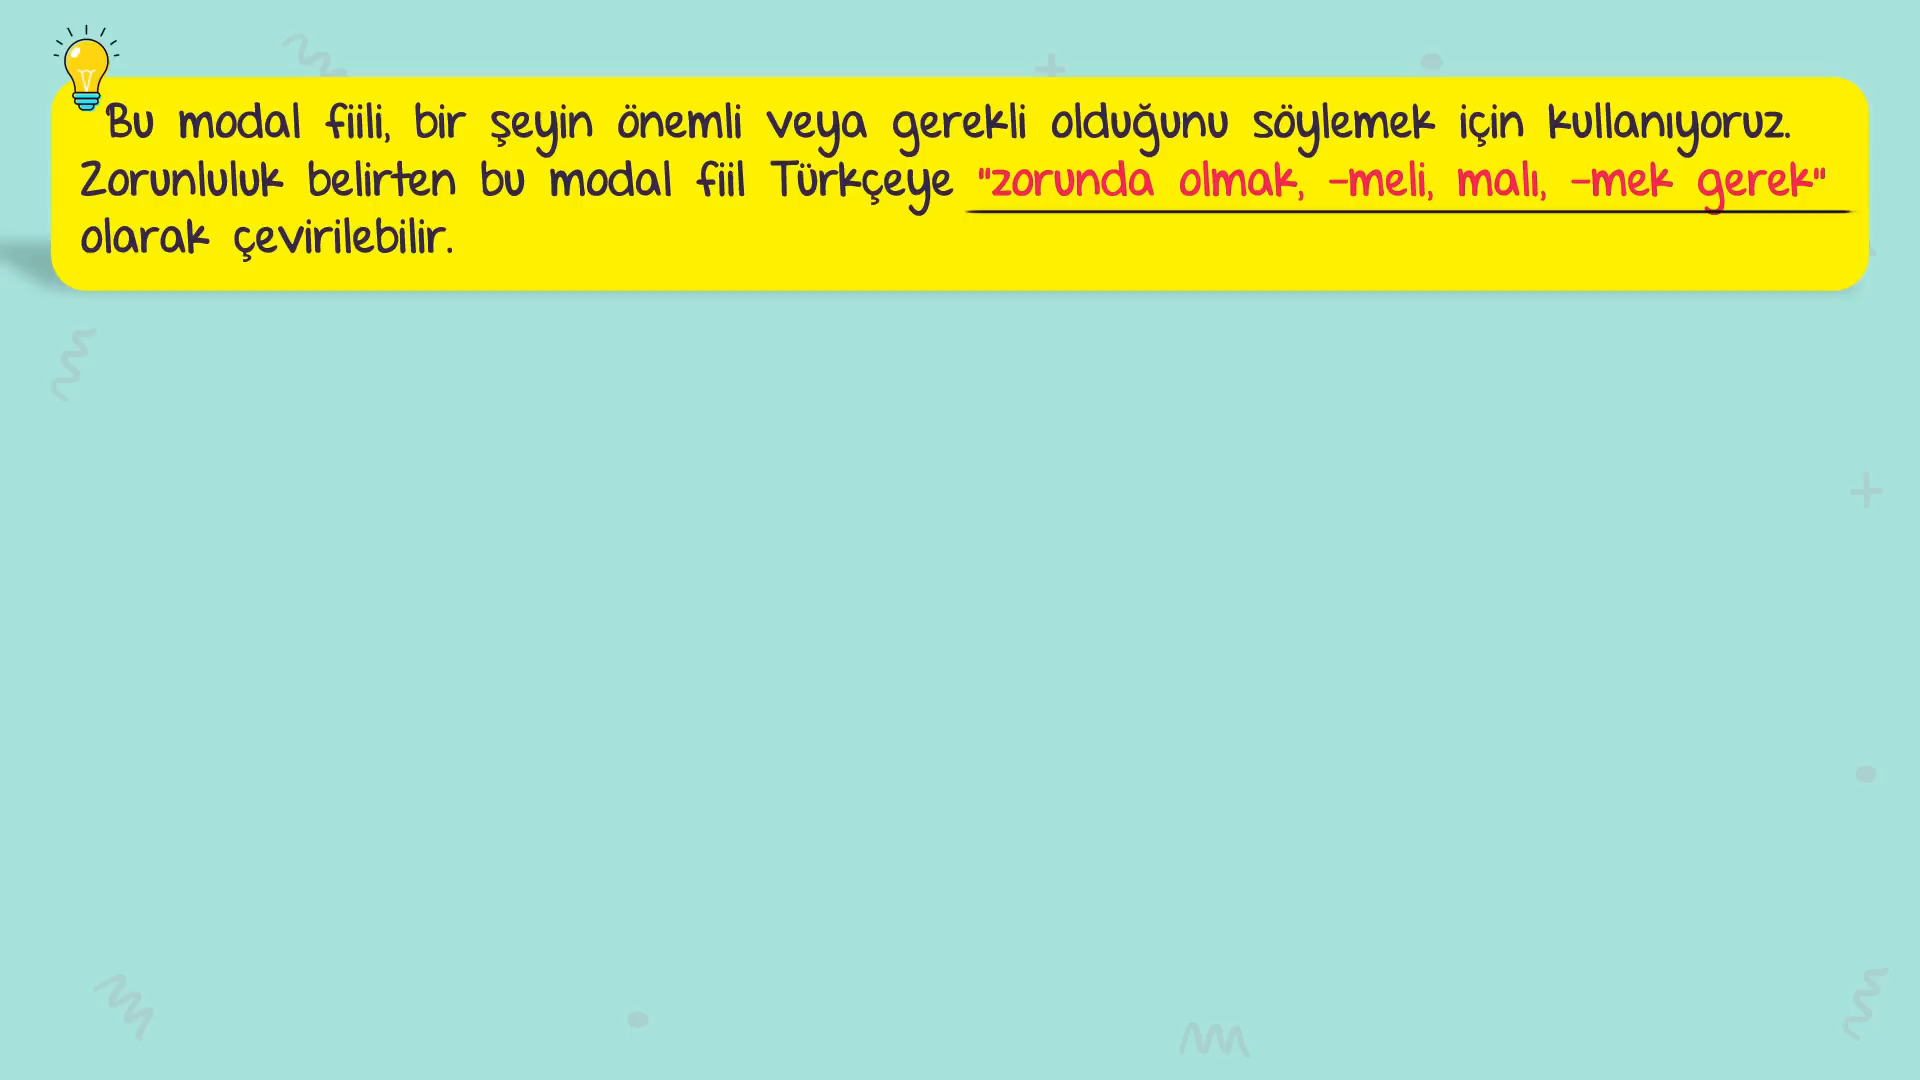 Bu modal fiili, bir şeyin önemli veya gerekli olduğunu söylemek için kullanıyoruz.
Zorunluluk belirten bu modal fiil Türkçeye "zorunda olmak, -meli, malı, -mek gerek"
olarak çevirilebilir.